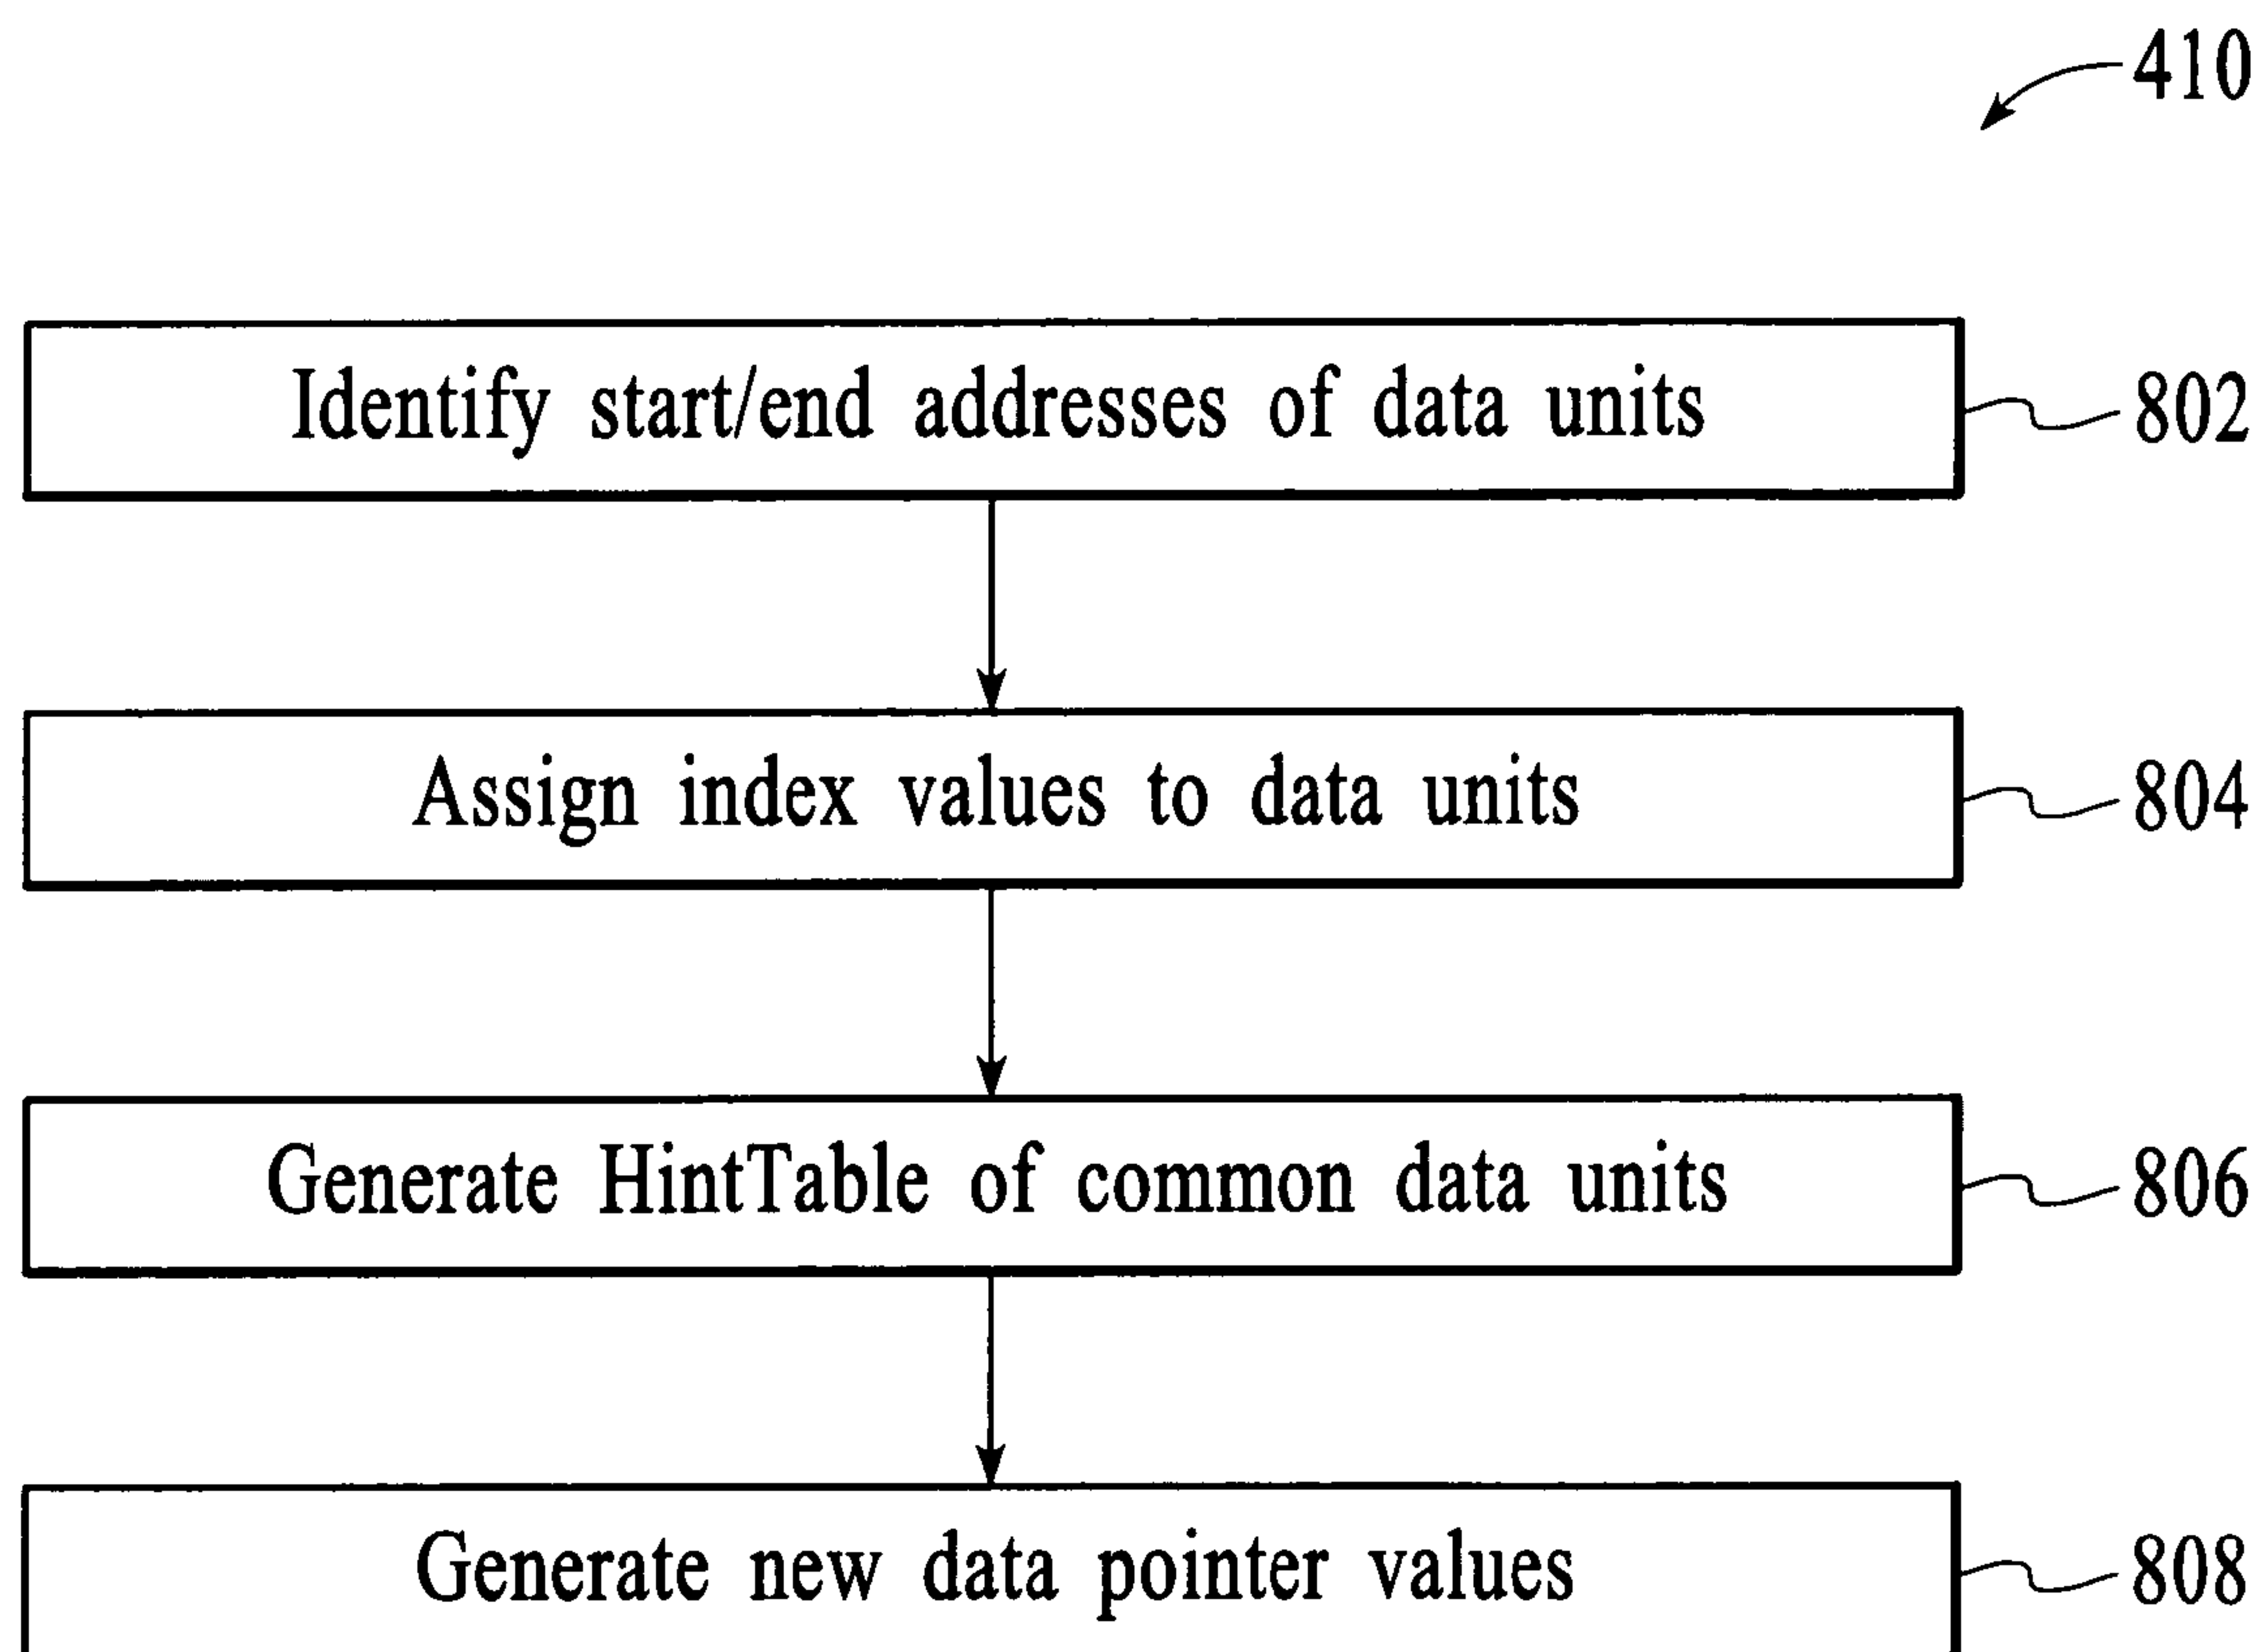 410
Identify start/end addresses of data units
802
Assign index values to data units
804
Generate HintTable of common data units
806
Generate new data pointer values
808